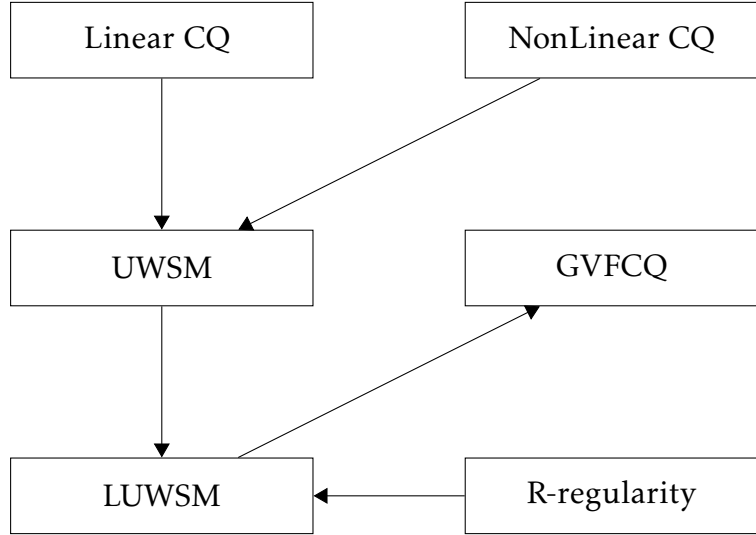 Linear CQ
NonLinear CQ
UWSM
GVFCQ
LUWSM
R-regularity